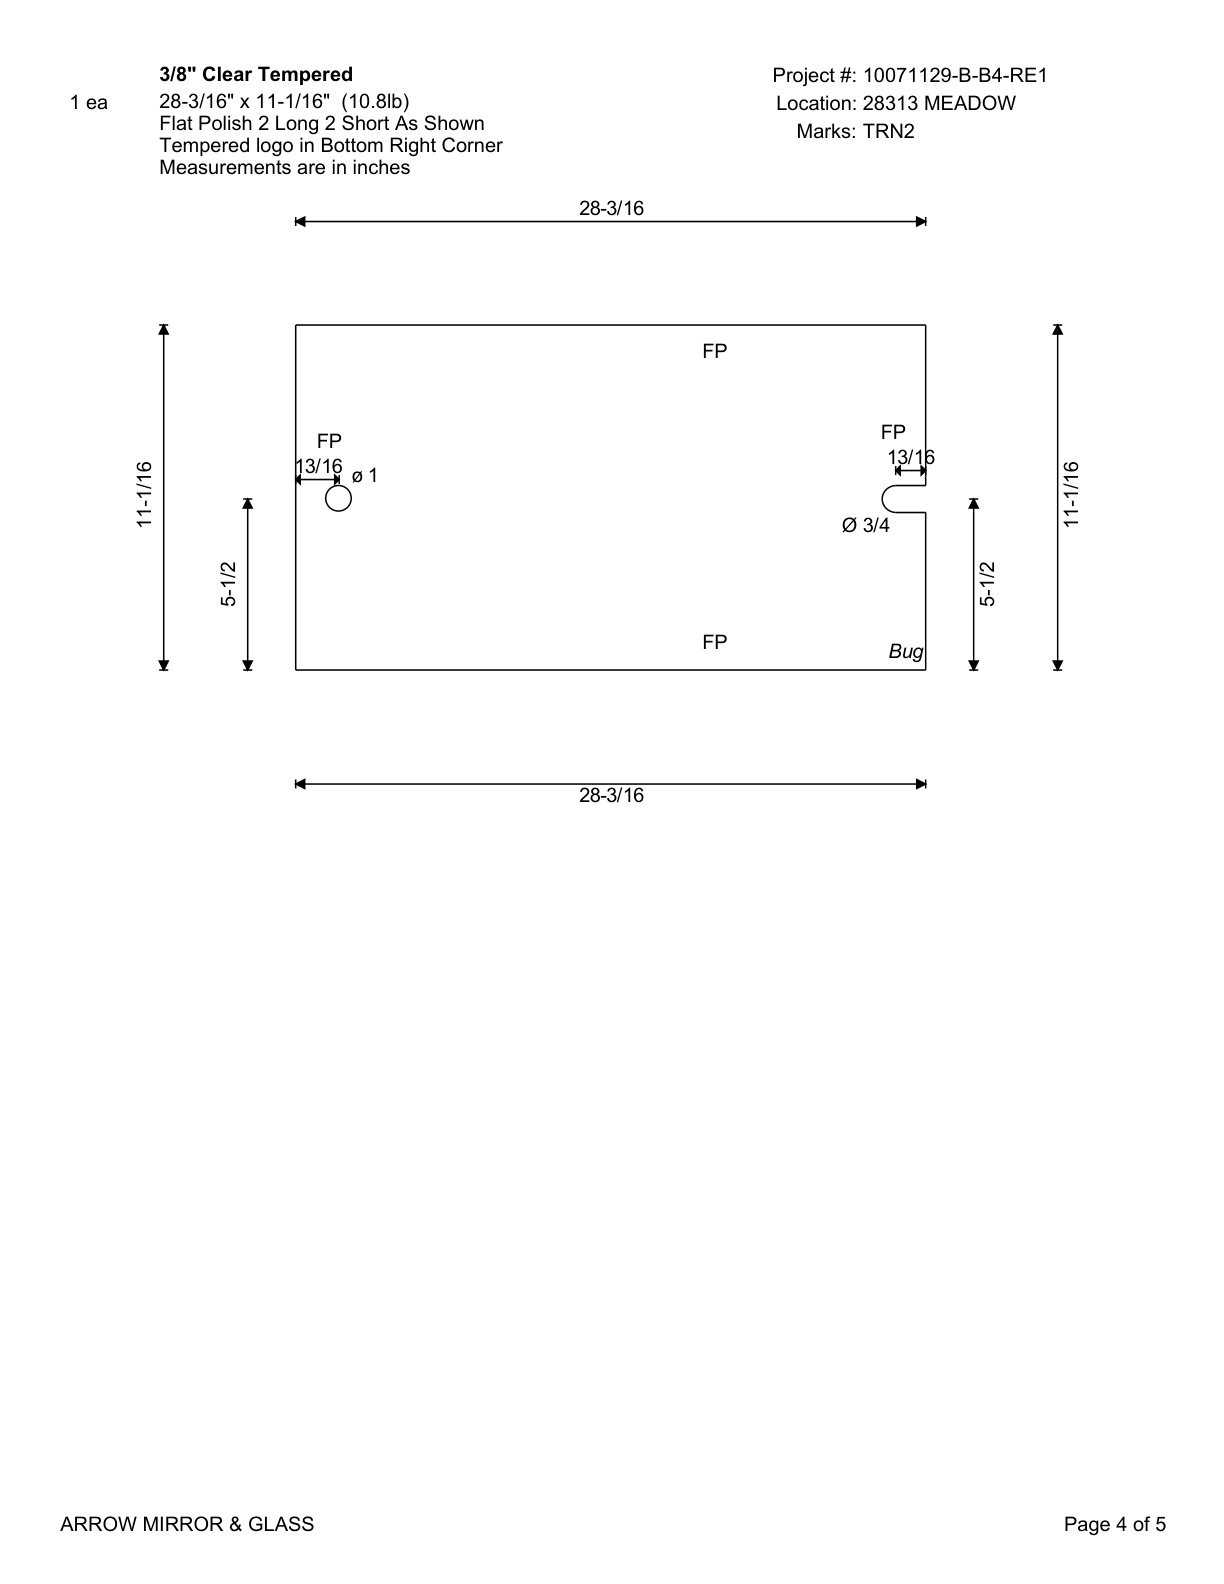 3/8" Clear Tempered
1 ea
28-3/16" x 11-1/16" (10.8lb)
Flat Polish 2 Long 2 Short As Shown
Tempered logo in Bottom Right Corner
Measurements are in inches
Project #: 10071129-B-B4-RE1
Location: 28313 MEADOW
Marks: TRN2
28-3/16
FP
FP
FP
13/16
ø 1
13/16
11-1/16
11-1/16
Ø 3/4
5-1/2
5-1/2
FP
Bug
28-3/16
ARROW MIRROR & GLASS
Page 4 of 5